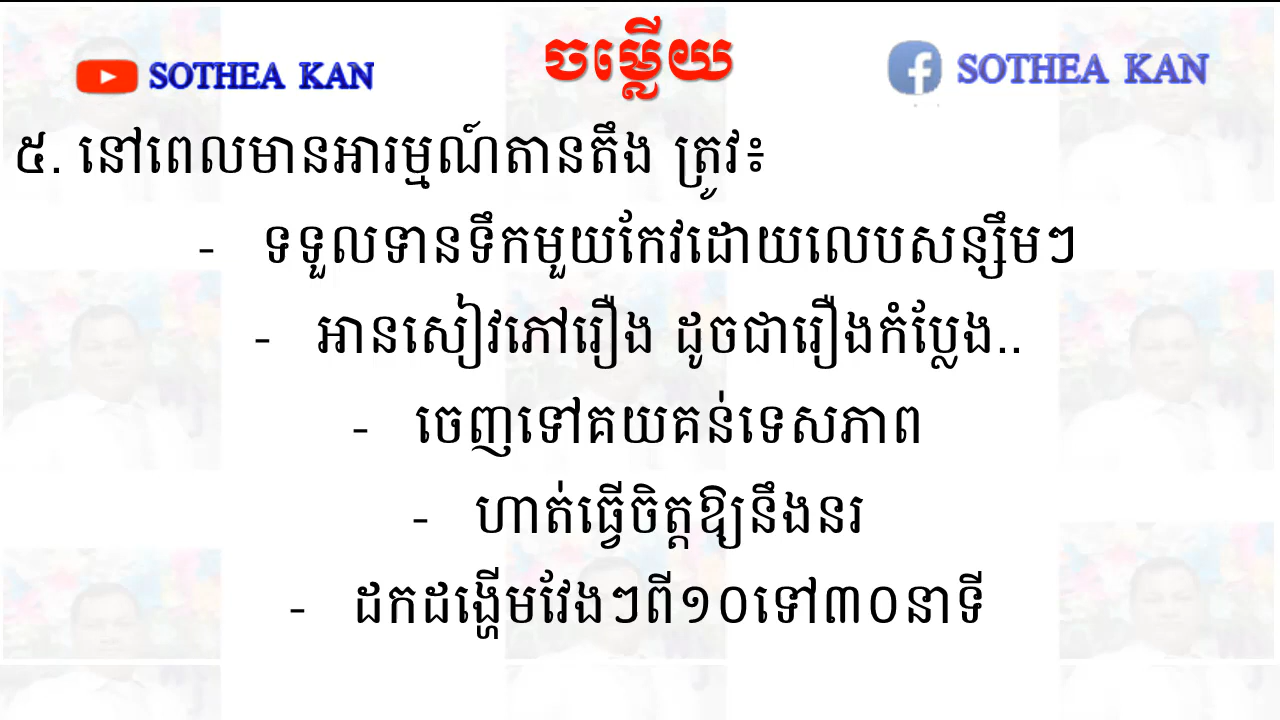 SOTHEA KAN
ចម្លើយ
SOTHEA KAN
៥. នៅពេលមានអារម្មណ៍តានតឹង ត្រូវ៖
- ទទួលទានទឹកមួយកែវដោយលេបសន្សឹមៗ
- អានសៀវភៅរឿង ដូចជារឿងកំប្លែង..
- ចេញទៅគយគន់ទេសភាព
- ហាត់ធ្វើចិត្តឱ្យនឹងនរ
- ដកដង្ហើមវែងៗពី១០ទៅ៣០នាទី